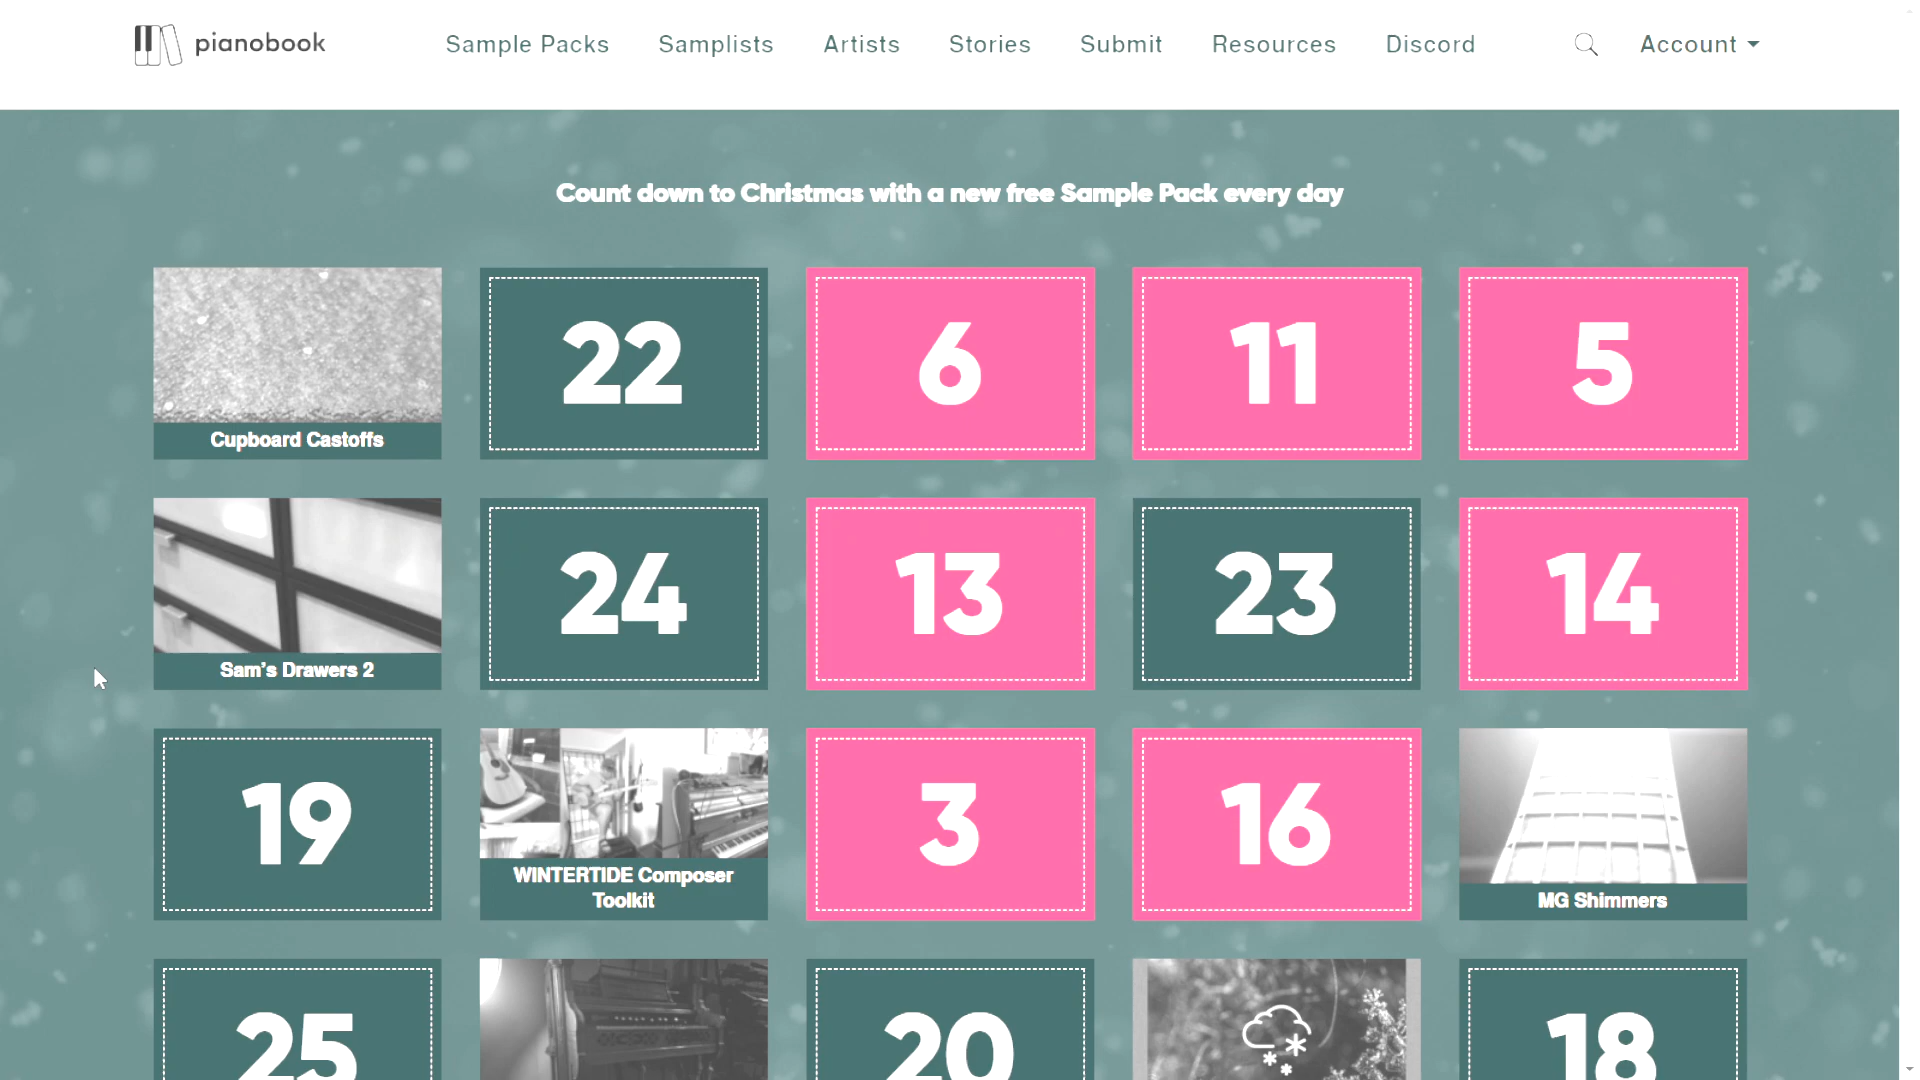 pianobook
Sample Packs Samplists Artists Stories Submit Resources Discord Account
Count down to Christmas with a new free Sample Pack every day
Cupboard Castoffs
22
6
11
5
Sam's Drawers 2
24
13
23
14
19
WINTERTIDE Composer
Toolkit
3
16
MG Shimmers
25
20
18